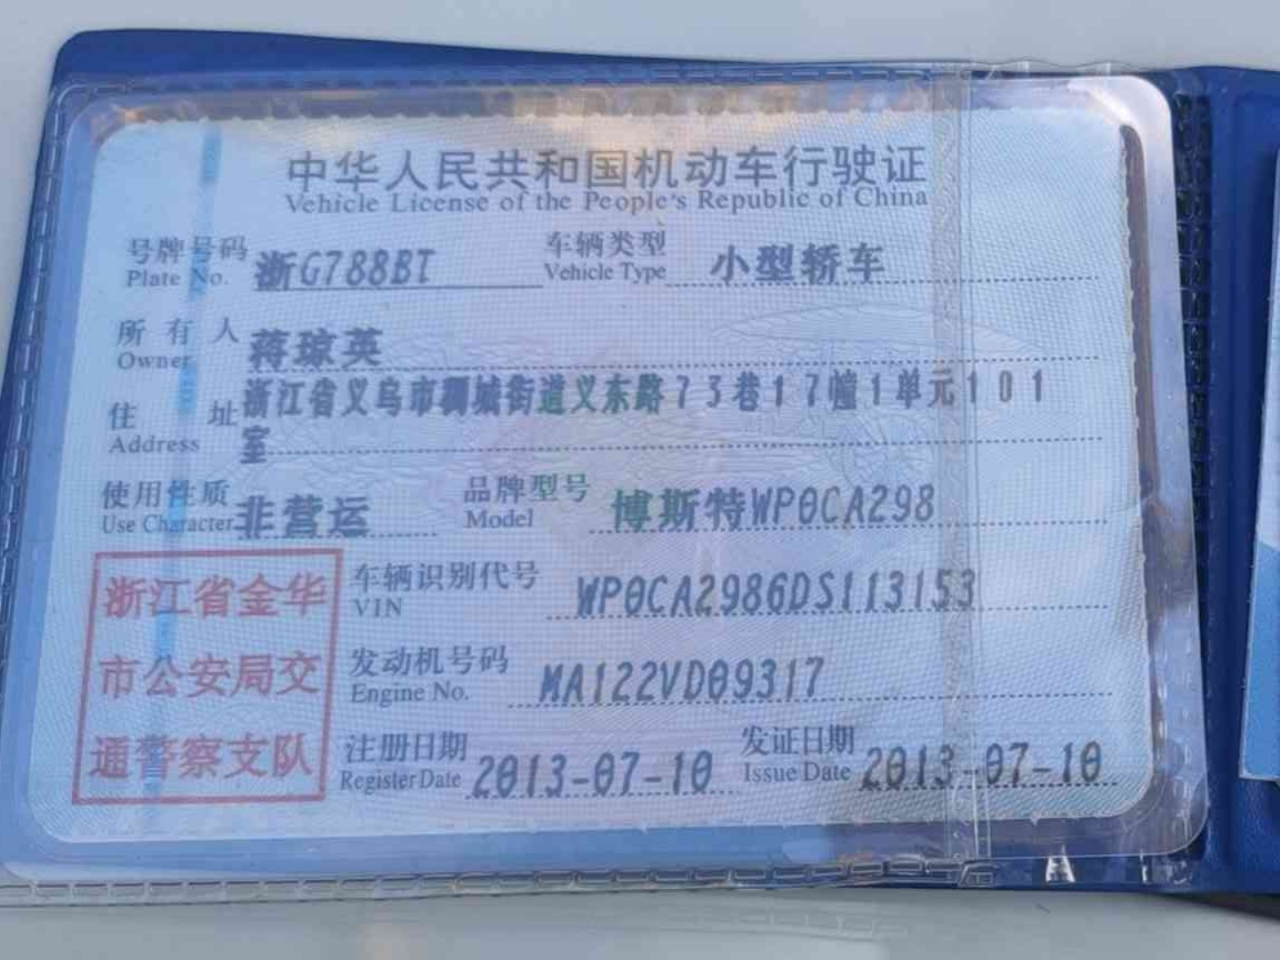 中华人民共和国机动车行驶证
Vehicle License of the People's Republic of China
号牌号码 浙G788BT 车辆类型 小型轿车
Plate No. Vehicle Type
所有人 蒋琼英
Owner
浙江省义乌市稠城街道义东路73巷17幢1单元101
住址
Address 室
使用性质 非营运 品牌型号 博斯特WP0CA298
Use Character Model
浙江省金华
市公安局交
通警察支队
车辆识别代号 WP0CA2986DS113153
VIN
发动机号码 MA122VD09317
Engine No.
注册日期 2013-07-10 发证日期 2013-07-10
Register Date Issue Date